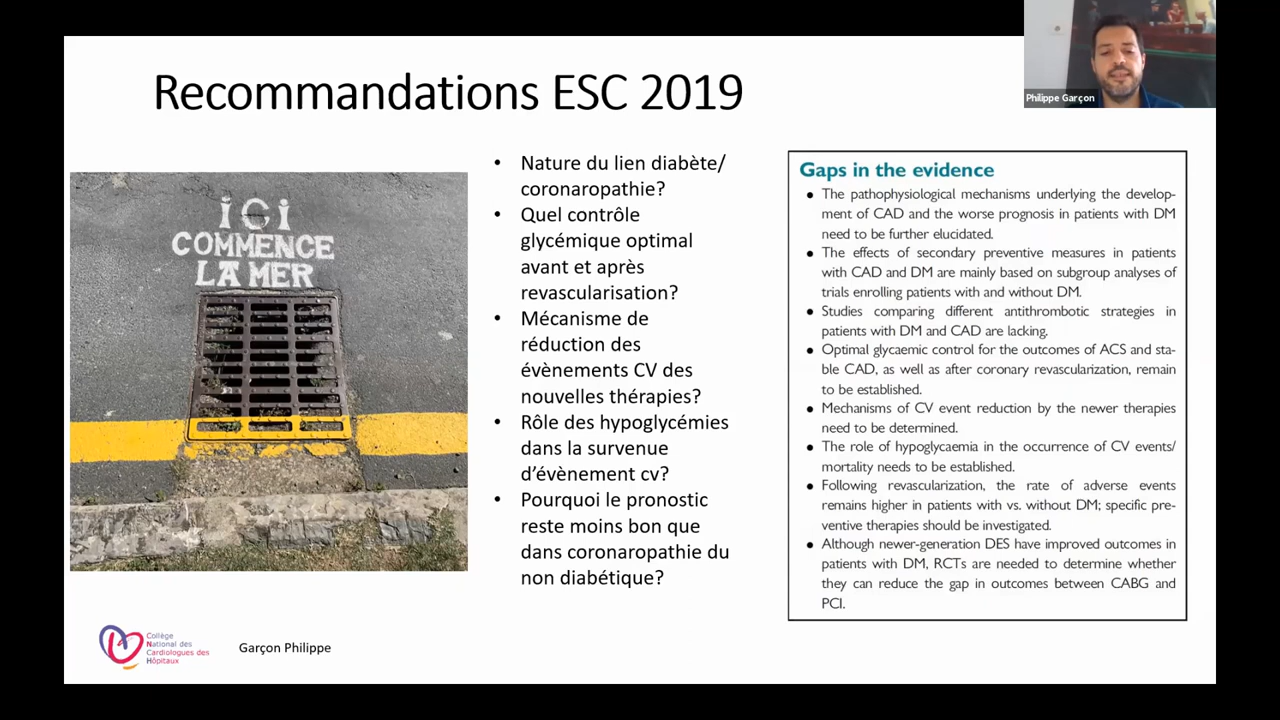 Recommandations ESC 2019
Philippe Garçon
ICI
COMMENCE
LA MER
• Nature du lien diabète/
coronaropathie?
• Quel contrôle
glycémique optimal
avant et après
revascularisation?
• Mécanisme de
réduction des
évènements CV des
nouvelles thérapies?
• Rôle des hypoglycémies
dans la survenue
d’évènement cv?
• Pourquoi le pronostic
reste moins bon que
dans coronaropathie du
non diabétique?
Gaps in the evidence
• The pathophysiological mechanisms underlying the develop-
ment of CAD and the worse prognosis in patients with DM
need to be further elucidated.
• The effects of secondary preventive measures in patients
with CAD and DM are mainly based on subgroup analyses of
trials enrolling patients with and without DM.
• Studies comparing different antithrombotic strategies in
patients with DM and CAD are lacking.
• Optimal glycaemic control for the outcomes of ACS and sta-
ble CAD, as well as after coronary revascularization, remain
to be established.
• Mechanisms of CV event reduction by the newer therapies
need to be determined.
• The role of hypoglycaemia in the occurrence of CV events/
mortality needs to be established.
• Following revascularization, the rate of adverse events
remains higher in patients with vs. without DM; specific pre-
ventive therapies should be investigated.
• Although newer-generation DES have improved outcomes in
patients with DM, RCTs are needed to determine whether
they can reduce the gap in outcomes between CABG and
PCI.
Collège
National des
Cardiologues des
Hôpitaux
Garçon Philippe